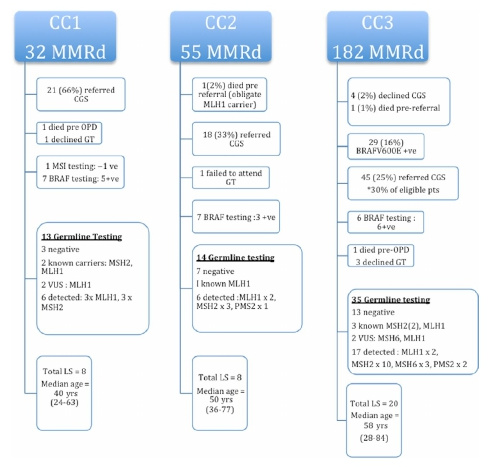 CC1
32 MMRd
21 (66%) referred
CGS
1 died pre OPD
1 declined GT
1 MSI testing: –1 ve
7 BRAF testing: 5+ve
13 Germline Testing
3 negative
2 known carriers: MSH2,
MLH1
2 VUS : MLH1
6 detected: 3x MLH1, 3 x
MSH2
Total LS = 8
Median age =
40 yrs
(24-63)
CC2
55 MMRd
1(2%) died pre
referral (obligate
MLH1 carrier)
18 (33%) referred
CGS
1 failed to attend
GT
7 BRAF testing :3 +ve
14 Germline testing
7 negative
1 known MLH1
6 detected :MLH1 x 2,
MSH2 x 3, PMS2 x 1
Total LS = 8
Median age =
50 yrs
(36-77)
CC3
182 MMRd
4 (2%) declined CGS
1 (1%) died pre-referral
29 (16%)
BRAFV600E +ve
45 (25%) referred CGS
*30% of eligible pts
6 BRAF testing :
6+ve
1 died pre-OPD
3 declined GT
35 Germline testing
13 negative
3 known MSH2(2), MLH1
2 VUS: MSH6, MLH1
17 detected : MLH1 x 2,
MSH2 x 10, MSH6 x 3, PMS2 x 2
Total LS = 20
Median age =
58 yrs
(28-84)